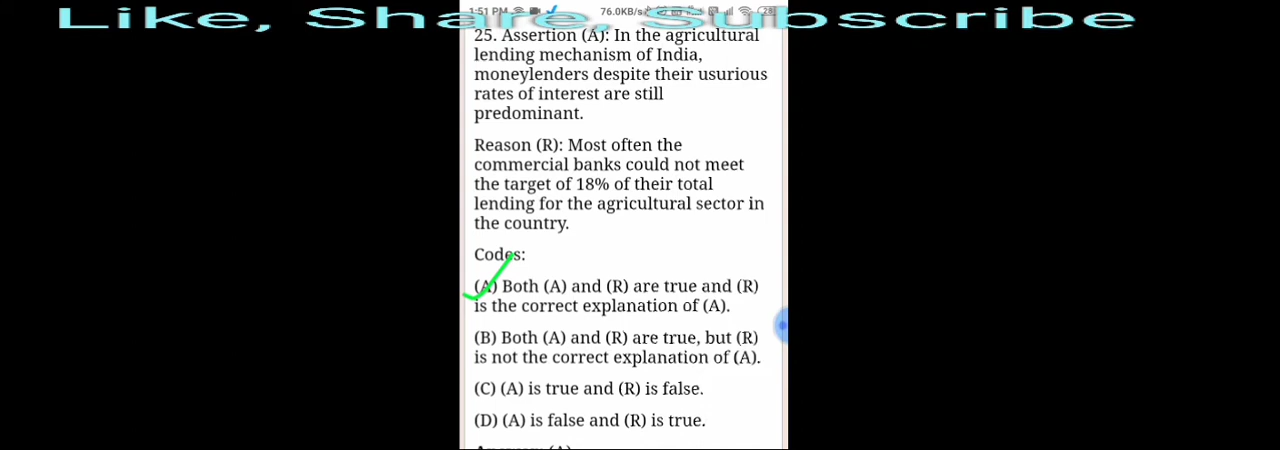 Like, Share, Subscribe
1:51 PM 76.0KB/s 28
25. Assertion (A): In the agricultural
lending mechanism of India,
moneylenders despite their usurious
rates of interest are still
predominant.
Reason (R): Most often the
commercial banks could not meet
the target of 18% of their total
lending for the agricultural sector in
the country.
Codes:
(A) Both (A) and (R) are true and (R)
is the correct explanation of (A).
(B) Both (A) and (R) are true, but (R)
is not the correct explanation of (A).
(C) (A) is true and (R) is false.
(D) (A) is false and (R) is true.
Answer: (A)